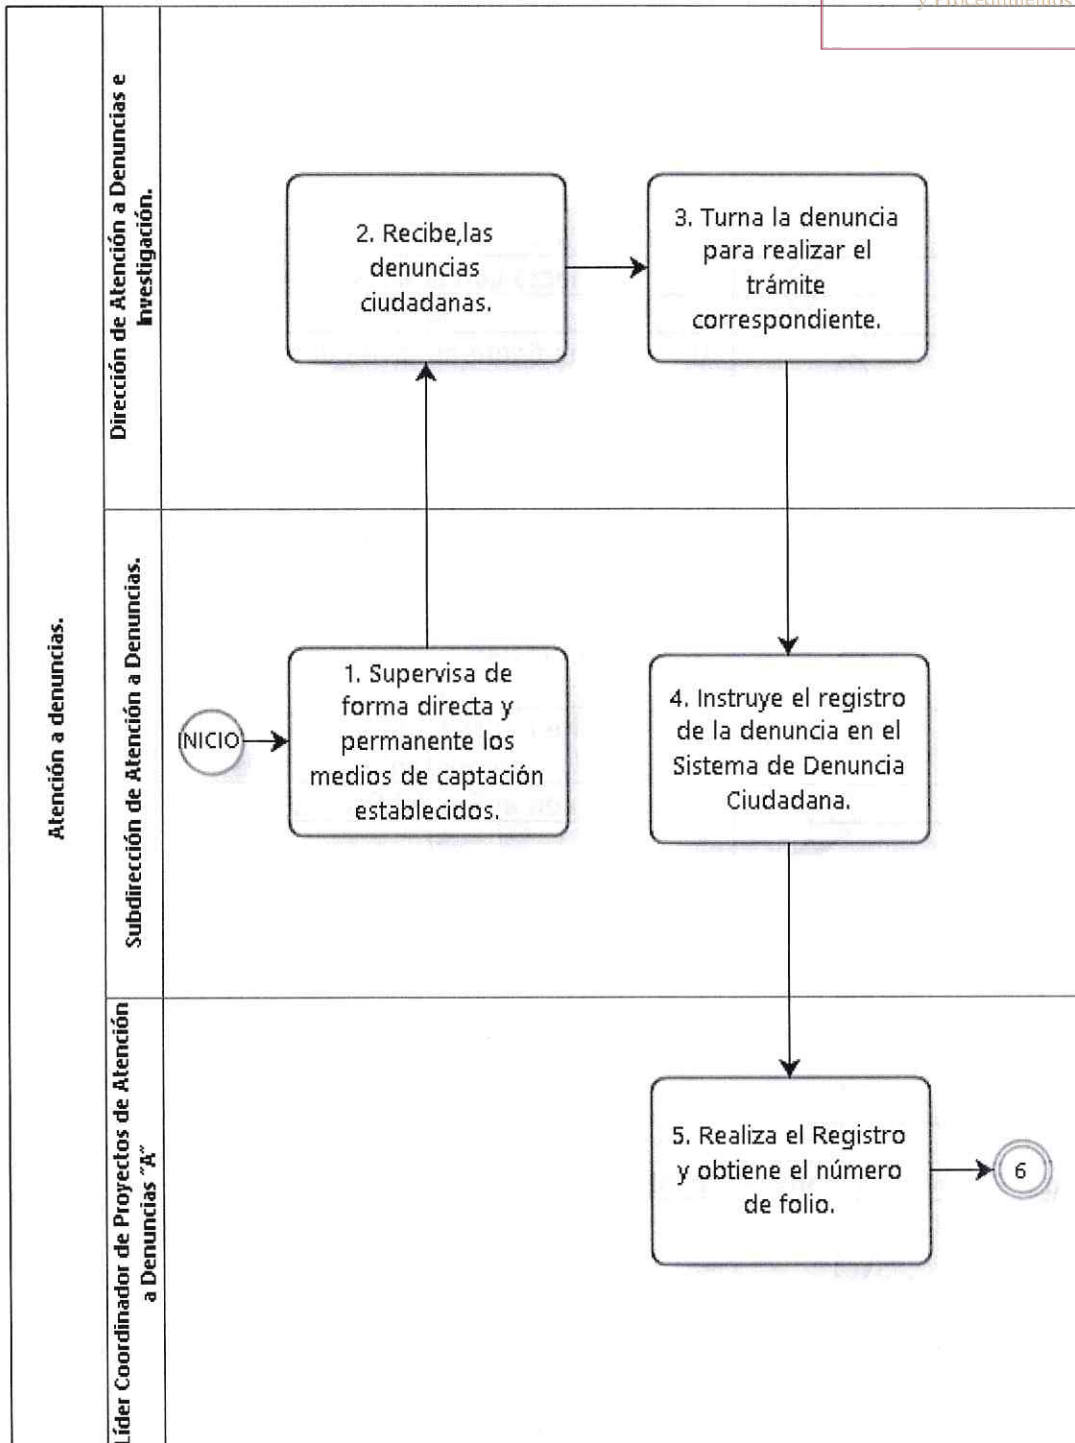 y Procedimientos
Atención a denuncias.
Dirección de Atención a Denuncias e
Investigación.
2. Recibe,las
denuncias
ciudadanas.
3. Turna la denuncia
para realizar el
trámite
correspondiente.
Subdirección de Atención a Denuncias.
INICIO
1. Supervisa de
forma directa y
permanente los
medios de captación
establecidos.
4. Instruye el registro
de la denuncia en el
Sistema de Denuncia
Ciudadana.
Líder Coordinador de Proyectos de Atención
a Denuncias "A"
5. Realiza el Registro
y obtiene el número
de folio.
6